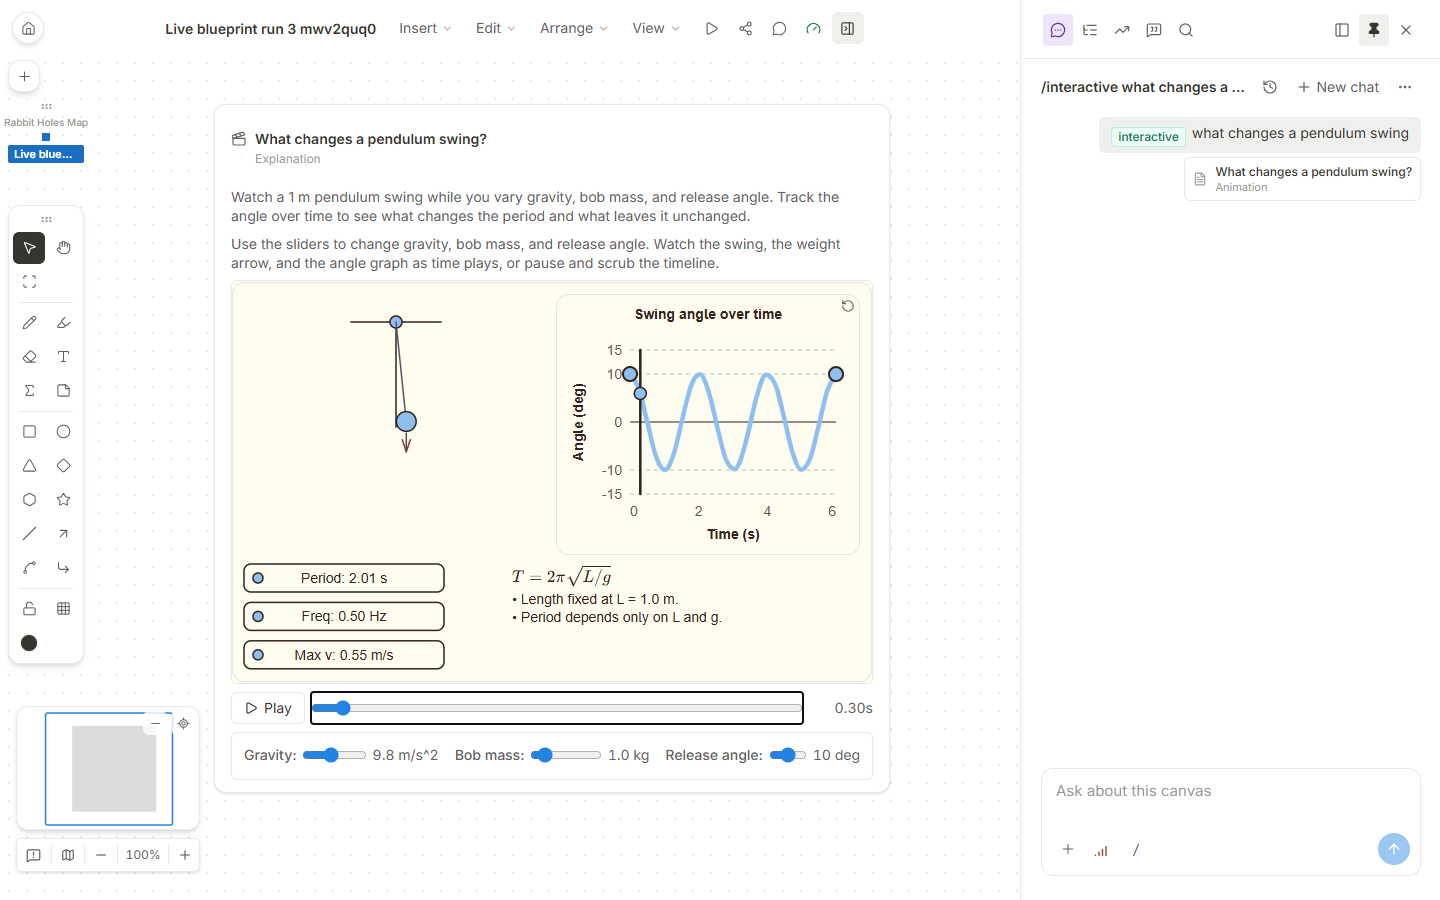 Live blueprint run 3 mwv2quq0
Insert
Edit
Arrange
View
Rabbit Holes Map
Live blue...
What changes a pendulum swing?
Explanation
Watch a 1 m pendulum swing while you vary gravity, bob mass, and release angle. Track the
angle over time to see what changes the period and what leaves it unchanged.
Use the sliders to change gravity, bob mass, and release angle. Watch the swing, the weight
arrow, and the angle graph as time plays, or pause and scrub the timeline.
Swing angle over time
15
10
0
-10
-15
Angle (deg)
0 2 4 6
Time (s)
Period: 2.01 s
Freq: 0.50 Hz
Max v: 0.55 m/s
T = 2π√L/g
• Length fixed at L = 1.0 m.
• Period depends only on L and g.
Play
0.30s
Gravity: 9.8 m/s^2 Bob mass: 1.0 kg Release angle: 10 deg
100%
/interactive what changes a ...
New chat
interactive what changes a pendulum swing
What changes a pendulum swing?
Animation
Ask about this canvas
/